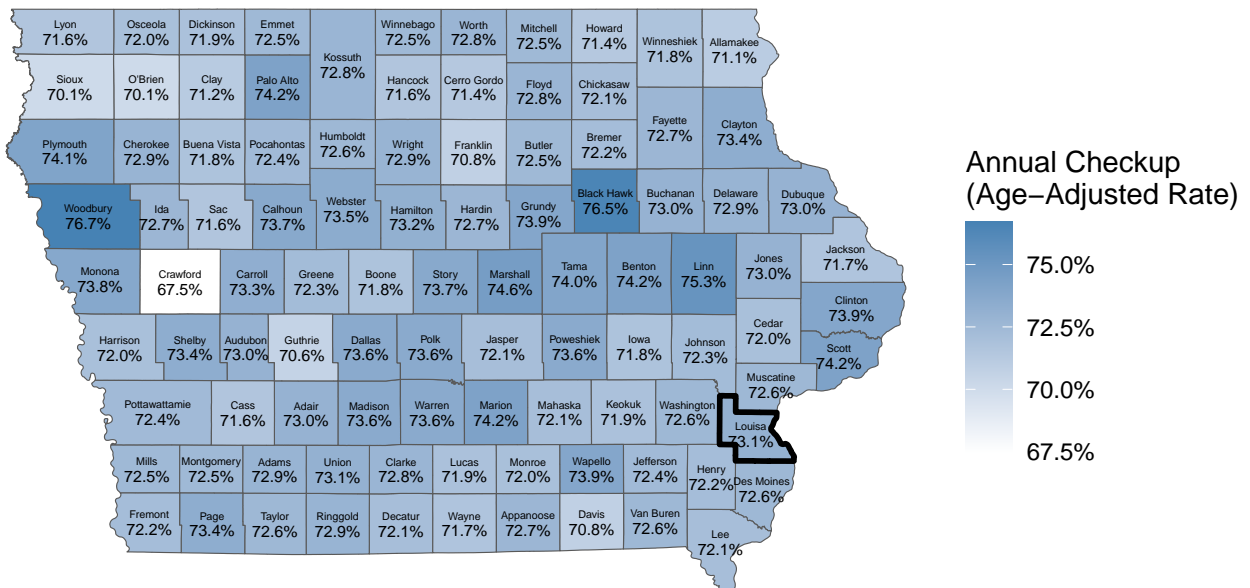 Lyon
71.6%
Osceola
72.0%
Dickinson
71.9%
Emmet
72.5%
Kossuth
72.8%
Winnebago
72.5%
Worth
72.8%
Mitchell
72.5%
Howard
71.4%
Winneshiek
71.8%
Allamakee
71.1%
Sioux
70.1%
O'Brien
70.1%
Clay
71.2%
Palo Alto
74.2%
Hancock
71.6%
Cerro Gordo
71.4%
Floyd
72.8%
Chickasaw
72.1%
Fayette
72.7%
Clayton
73.4%
Plymouth
74.1%
Cherokee
72.9%
Buena Vista
71.8%
Pocahontas
72.4%
Humboldt
72.6%
Wright
72.9%
Franklin
70.8%
Butler
72.5%
Bremer
72.2%
Woodbury
76.7%
Ida
72.7%
Sac
71.6%
Calhoun
73.7%
Webster
73.5%
Hamilton
73.2%
Hardin
72.7%
Grundy
73.9%
Black Hawk
76.5%
Buchanan
73.0%
Delaware
72.9%
Dubuque
73.0%
Monona
73.8%
Crawford
67.5%
Carroll
73.3%
Greene
72.3%
Boone
71.8%
Story
73.7%
Marshall
74.6%
Tama
74.0%
Benton
74.2%
Linn
75.3%
Jones
73.0%
Jackson
71.7%
Clinton
73.9%
Harrison
72.0%
Shelby
73.4%
Audubon
73.0%
Guthrie
70.6%
Dallas
73.6%
Polk
73.6%
Jasper
72.1%
Poweshiek
73.6%
Iowa
71.8%
Johnson
72.3%
Cedar
72.0%
Scott
74.2%
Muscatine
72.6%
Pottawattamie
72.4%
Cass
71.6%
Adair
73.0%
Madison
73.6%
Warren
73.6%
Marion
74.2%
Mahaska
72.1%
Keokuk
71.9%
Washington
72.6%
Louisa
73.1%
Mills
72.5%
Montgomery
72.5%
Adams
72.9%
Union
73.1%
Clarke
72.8%
Lucas
71.9%
Monroe
72.0%
Wapello
73.9%
Jefferson
72.4%
Henry
72.2%
Des Moines
72.6%
Fremont
72.2%
Page
73.4%
Taylor
72.6%
Ringgold
72.9%
Decatur
72.1%
Wayne
71.7%
Appanoose
72.7%
Davis
70.8%
Van Buren
72.6%
Lee
72.1%
Annual Checkup
(Age−Adjusted Rate)
75.0%
72.5%
70.0%
67.5%